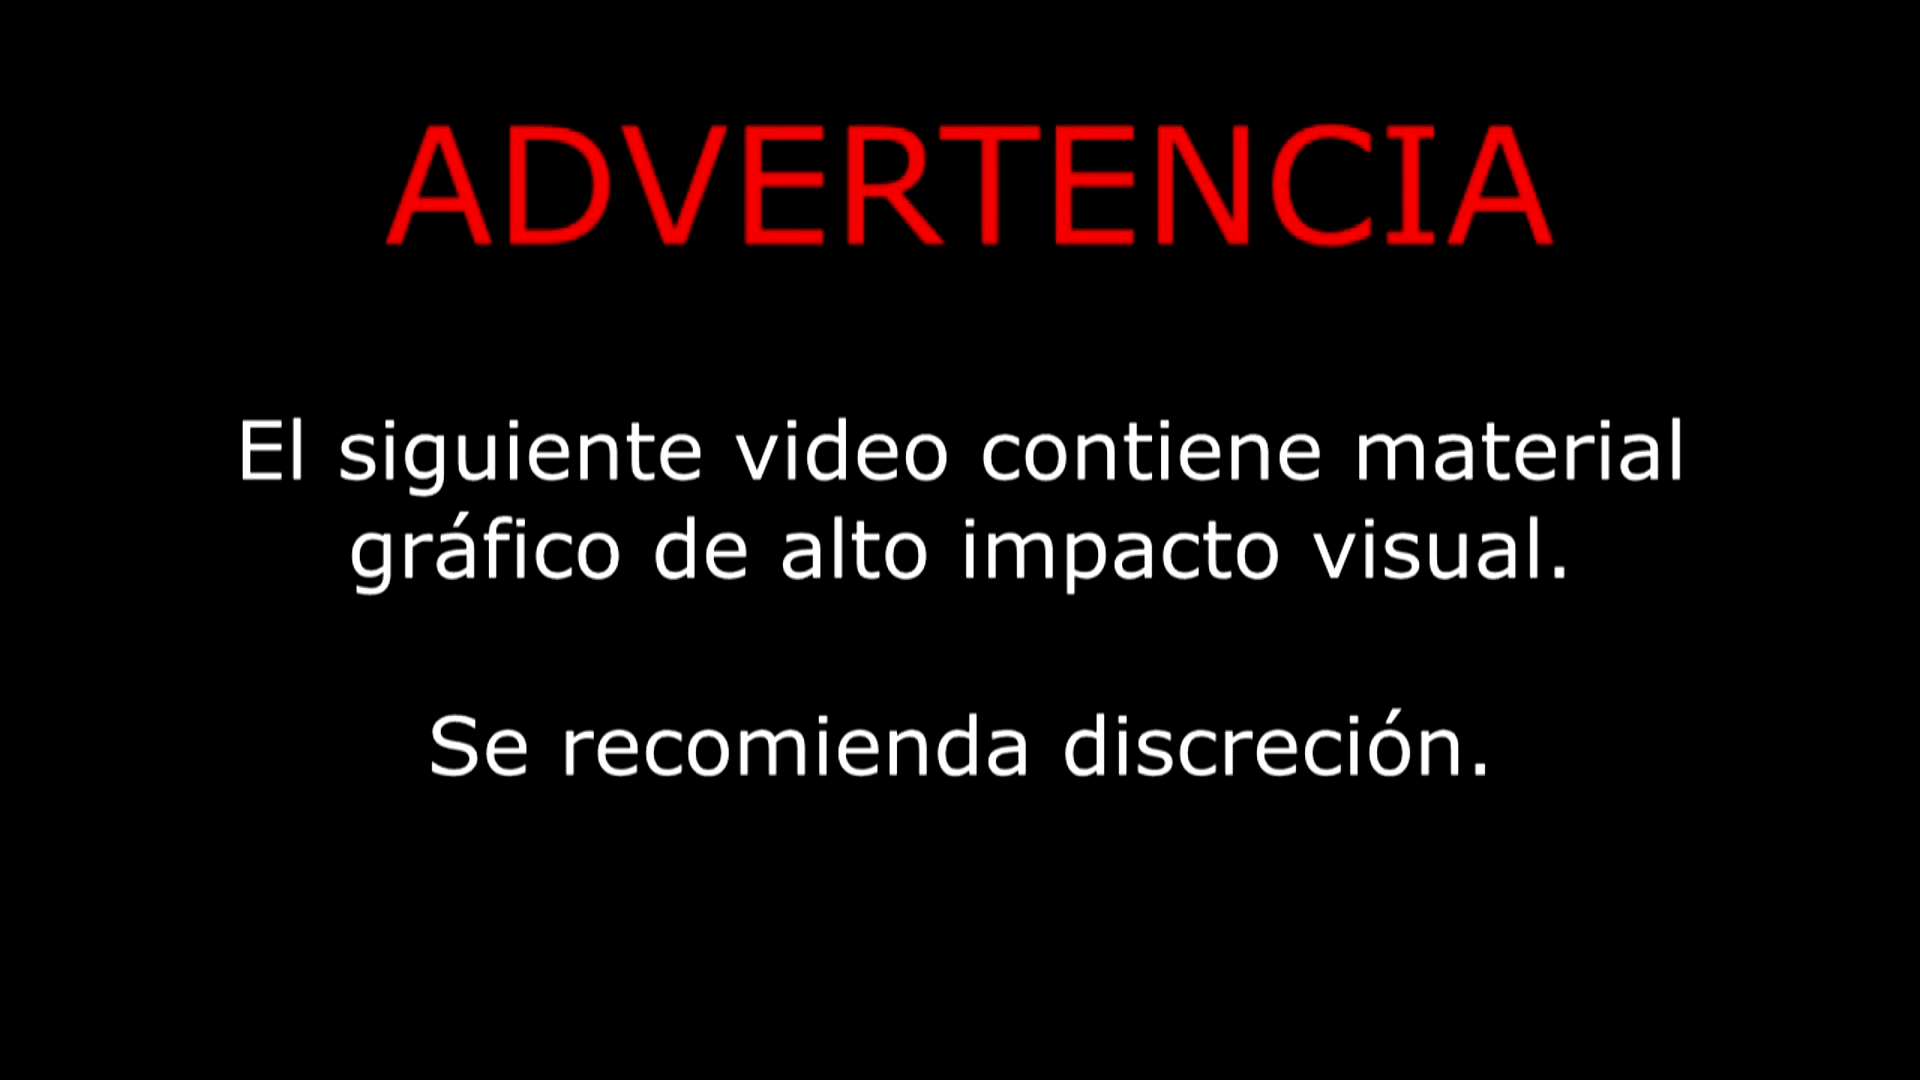 ADVERTENCIA
El siguiente video contiene material
gráfico de alto impacto visual.
Se recomienda discreción.